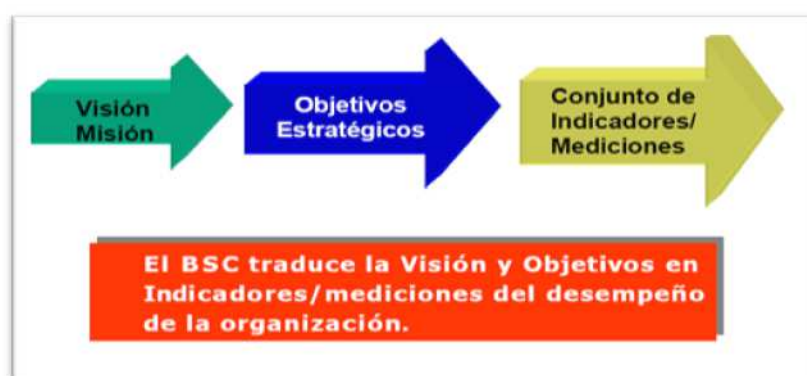 Visión
Misión
Objetivos
Estratégicos
Conjunto de
Indicadores/
Mediciones
El BSC traduce la Visión y Objetivos en
Indicadores/mediciones del desempeño
de la organización.